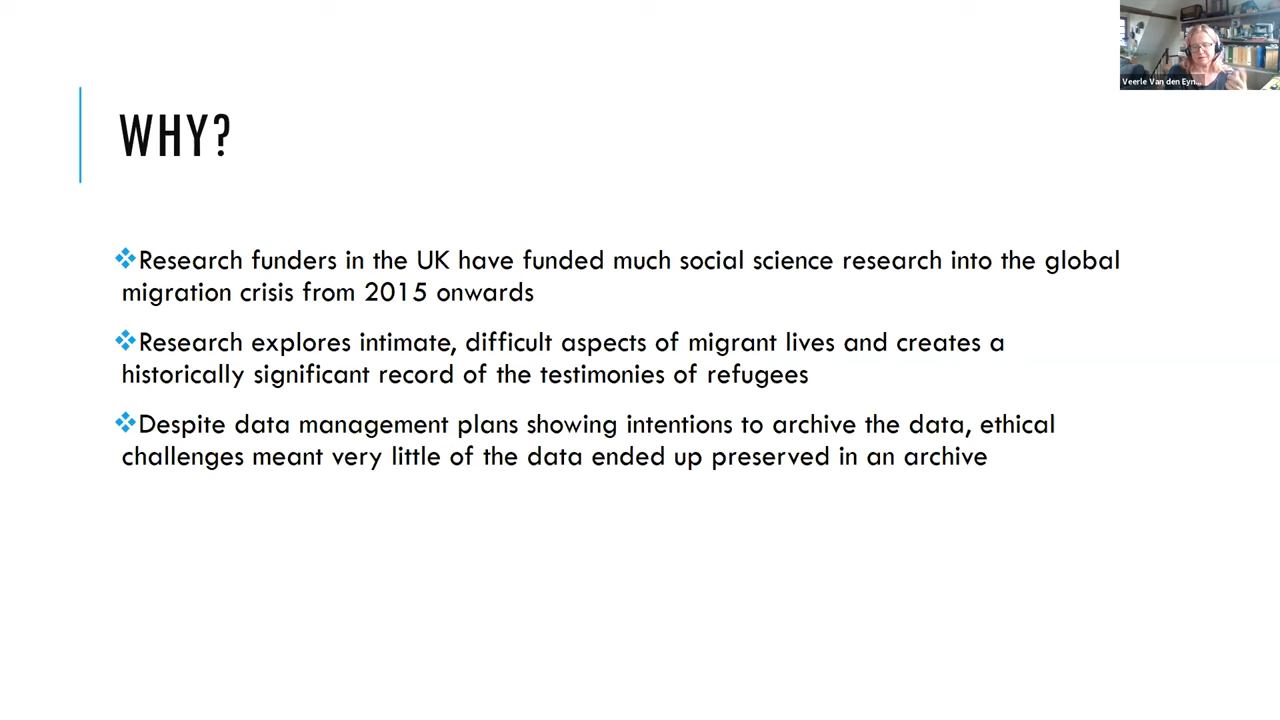 Veerle Van den Eyn...
WHY?
❖Research funders in the UK have funded much social science research into the global
migration crisis from 2015 onwards
❖Research explores intimate, difficult aspects of migrant lives and creates a
historically significant record of the testimonies of refugees
❖Despite data management plans showing intentions to archive the data, ethical
challenges meant very little of the data ended up preserved in an archive